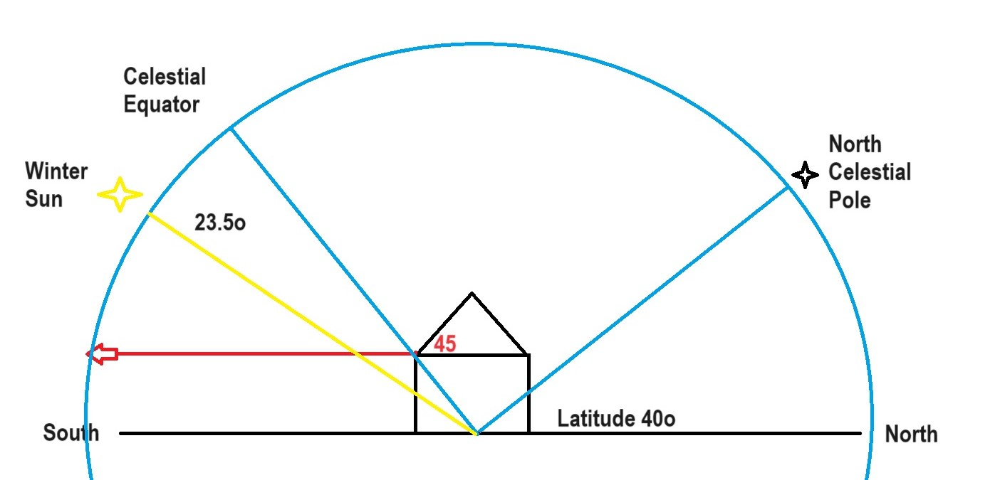 Celestial
Equator
Winter
Sun
23.5o
North
Celestial
Pole
45
Latitude 40o
South
North